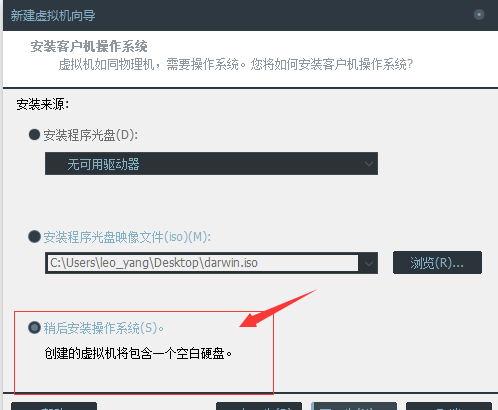 新建虚拟机向导
安装客户机操作系统
虚拟机如同物理机，需要操作系统。您将如何安装客户机操作系统?
安装来源:
安装程序光盘(D):
无可用驱动器
安装程序光盘映像文件(iso)(M):
C:\Users\leo_yang\Desktop\darwin.iso
浏览(R)...
稍后安装操作系统(S)。
创建的虚拟机将包含一个空白硬盘。